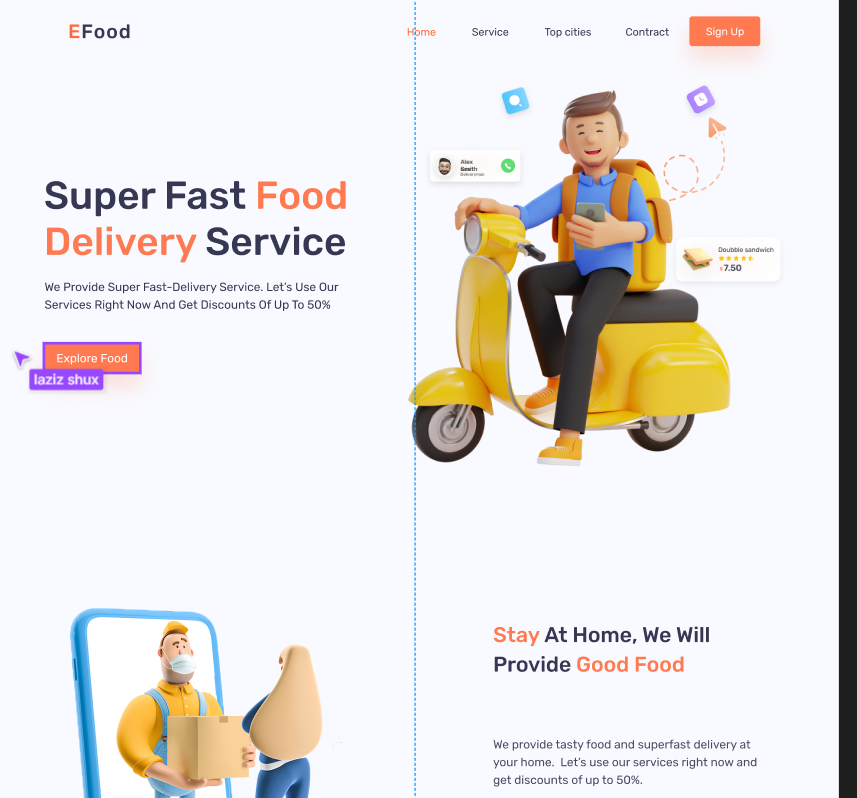 EFood
Home Service Top cities Contract Sign Up
Alex
Smith
Deliveryman
Super Fast Food
Delivery Service
Doubble sandwich
$7.50
We Provide Super Fast-Delivery Service. Let's Use Our
Services Right Now And Get Discounts Of Up To 50%
Explore Food
laziz shux
Stay At Home, We Will
Provide Good Food
We provide tasty food and superfast delivery at
your home. Let's use our services right now and
get discounts of up to 50%.